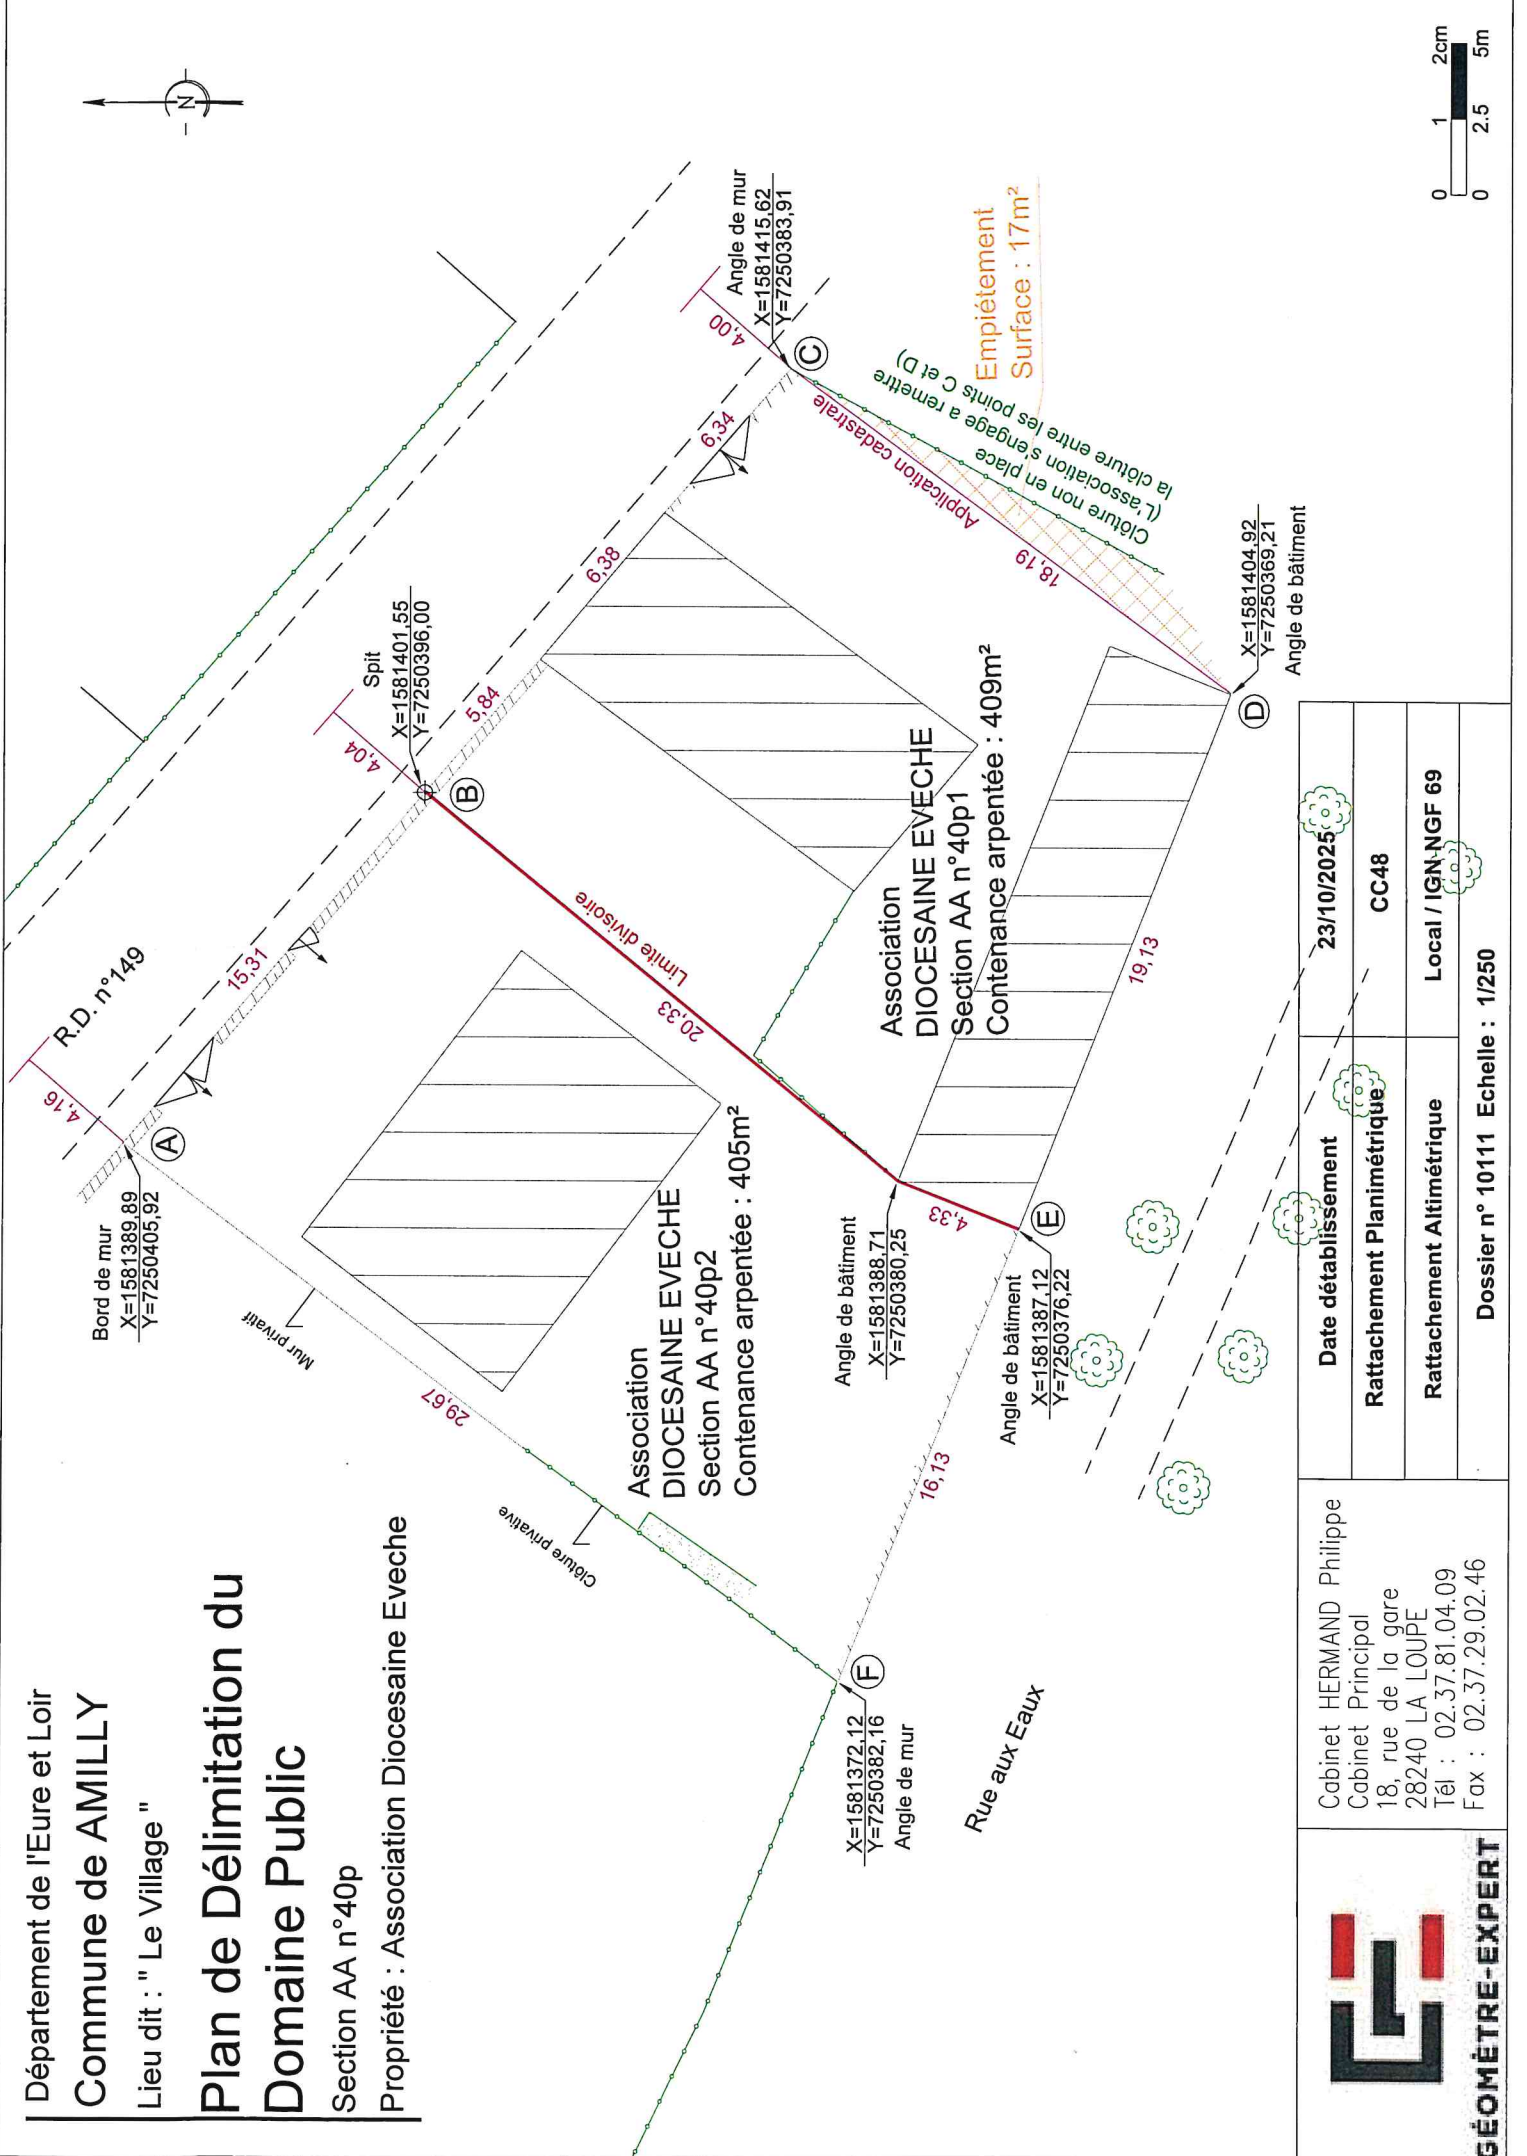 Département de l'Eure et Loir
Commune de AMILLY
Lieu dit : " Le Village "
Plan de Délimitation du
Domaine Public
Section AA n°40p
Propriété : Association Diocesaine Eveche
N
R.D. n°149
4,16
A
Bord de mur
X=1581389,89
Y=7250405,92
15,31
Spit
X=1581401,55
Y=7250396,00
4,04
B
5,84
6,38
6,34
4,00
Angle de mur
X=1581415,62
Y=7250383,91
C
Empiétement
Surface : 17m²
Application cadastrale
18,19
Clôture non en place
(L'association s'engage a remettre
la clôture entre les points C et D)
X=1581404,92
Y=7250369,21
Angle de bâtiment
D
Limite divisoire
20,33
Association
DIOCESAINE EVECHE
Section AA n°40p1
Contenance arpentée : 409m²
19,13
Association
DIOCESAINE EVECHE
Section AA n°40p2
Contenance arpentée : 405m²
Mur privatif
29,67
Clôture privative
Angle de bâtiment
X=1581388,71
Y=7250380,25
4,33
E
Angle de bâtiment
X=1581387,12
Y=7250376,22
16,13
F
X=1581372,12
Y=7250382,16
Angle de mur
Rue aux Eaux
0 1 2cm
0 2.5 5m
GÉOMÈTRE-EXPERT
Cabinet HERMAND Philippe
Cabinet Principal
18, rue de la gare
28240 LA LOUPE
Tél : 02.37.81.04.09
Fax : 02.37.29.02.46
Date détablissement 23/10/2025
Rattachement Planimétrique CC48
Rattachement Altimétrique Local / IGN-NGF 69
Dossier n° 10111 Echelle : 1/250